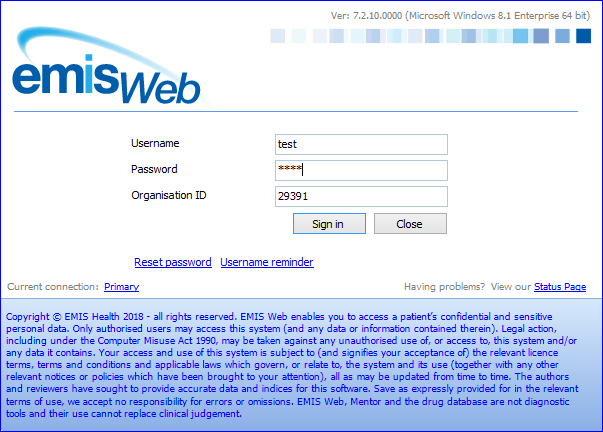 Ver: 7.2.10.0000 (Microsoft Windows 8.1 Enterprise 64 bit)
emisWeb
Username
test
Password
****
Organisation ID
29391
Sign in
Close
Reset password
Username reminder
Current connection: Primary
Having problems? View our Status Page
Copyright © EMIS Health 2018 - all rights reserved. EMIS Web enables you to access a patient's confidential and sensitive
personal data. Only authorised users may access this system (and any data or information contained therein). Legal action,
including under the Computer Misuse Act 1990, may be taken against any unauthorised use of, or access to, this system and/or
any data it contains. Your access and use of this system is subject to (and signifies your acceptance of) the relevant licence
terms, terms and conditions and applicable laws which govern, or relate to, the system and its use (together with any other
relevant notices or policies which have been brought to your attention), all as may be updated from time to time. The authors
and reviewers have sought to provide accurate data and indices for this software. Save as expressly provided for in the relevant
terms of use, we accept no responsibility for errors or omissions. EMIS Web, Mentor and the drug database are not diagnostic
tools and their use cannot replace clinical judgement.